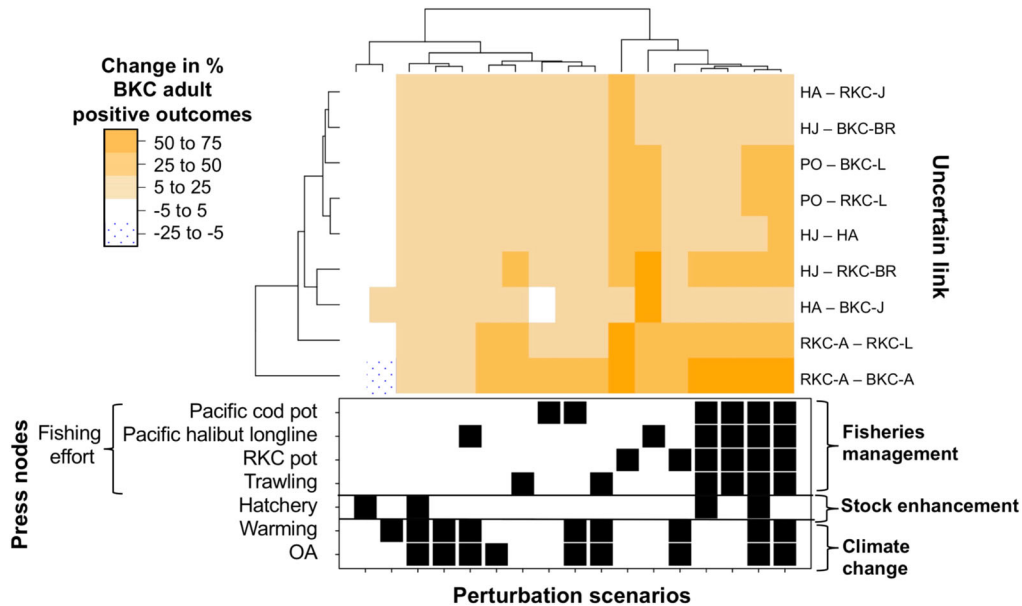 Change in %
BKC adult
positive outcomes
50 to 75
25 to 50
5 to 25
-5 to 5
-25 to -5
HA – RKC-J
HJ – BKC-BR
PO – BKC-L
PO – RKC-L
HJ – HA
HJ – RKC-BR
HA – BKC-J
RKC-A – RKC-L
RKC-A – BKC-A
Uncertain link
Press nodes
Fishing
effort
Pacific cod pot
Pacific halibut longline
RKC pot
Trawling
Hatchery
Warming
OA
Fisheries
management
Stock enhancement
Climate
change
Perturbation scenarios